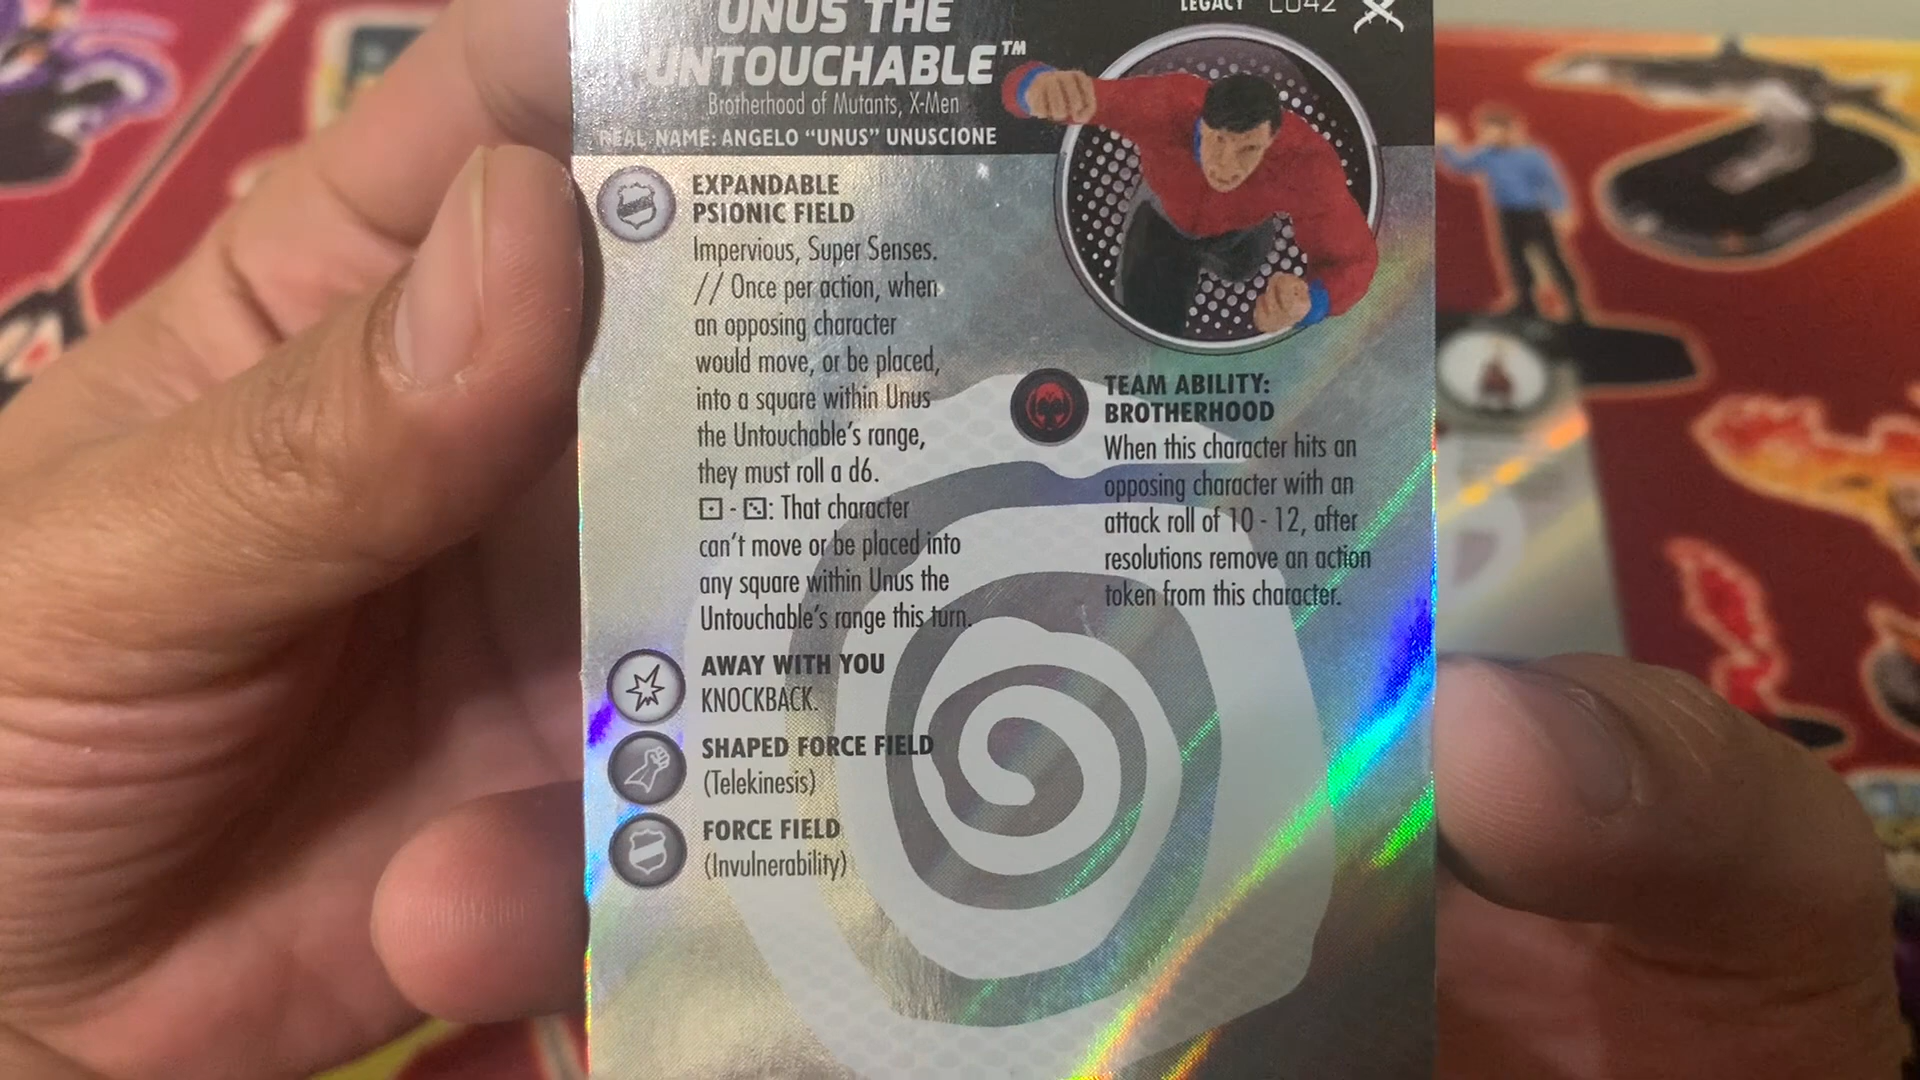 UNUS THE
UNTOUCHABLE™
Brotherhood of Mutants, X-Men
REAL NAME: ANGELO "UNUS" UNUSCIONE
LEGACY L042
EXPANDABLE
PSIONIC FIELD
Impervious, Super Senses.
// Once per action, when
an opposing character
would move, or be placed,
into a square within Unus
the Untouchable's range,
they must roll a d6.
⚀ - ⚂: That character
can't move or be placed into
any square within Unus the
Untouchable's range this turn.
AWAY WITH YOU
KNOCKBACK.
SHAPED FORCE FIELD
(Telekinesis)
FORCE FIELD
(Invulnerability)
TEAM ABILITY:
BROTHERHOOD
When this character hits an
opposing character with an
attack roll of 10 - 12, after
resolutions remove an action
token from this character.